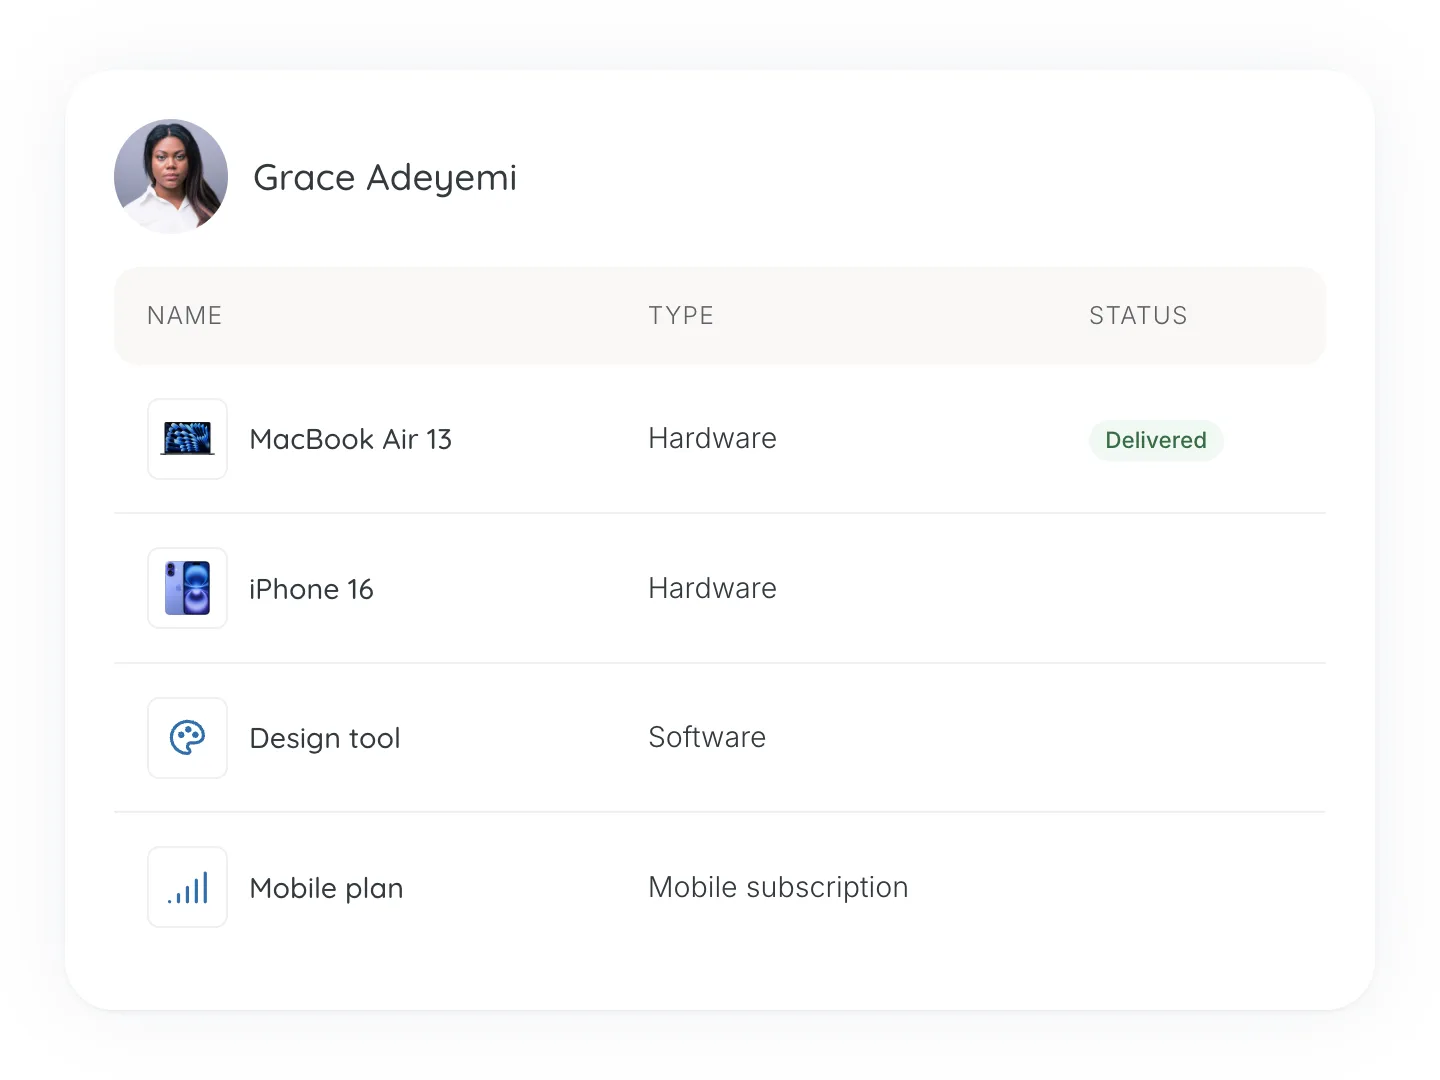 Grace Adeyemi
NAME TYPE STATUS
MacBook Air 13 Hardware Delivered
iPhone 16 Hardware
Design tool Software
Mobile plan Mobile subscription